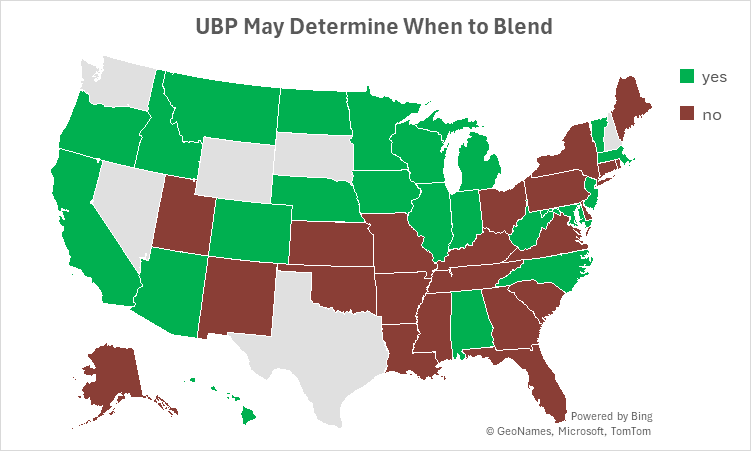 UBP May Determine When to Blend
yes
no
Powered by Bing
© GeoNames, Microsoft, TomTom